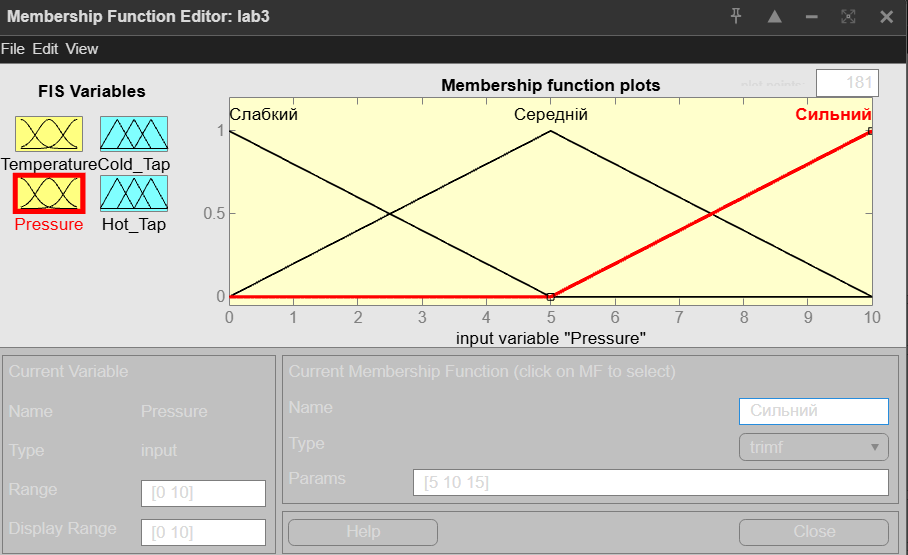 Membership Function Editor: lab3
File Edit View
FIS Variables
Temperature Cold_Tap
Pressure Hot_Tap
Membership function plots
plot points: 181
Слабкий Середній Сильний
1
0.5
0
0 1 2 3 4 5 6 7 8 9 10
input variable "Pressure"
Current Variable
Name Pressure
Type input
Range [0 10]
Display Range [0 10]
Current Membership Function (click on MF to select)
Name Сильний
Type trimf
Params [5 10 15]
Help Close